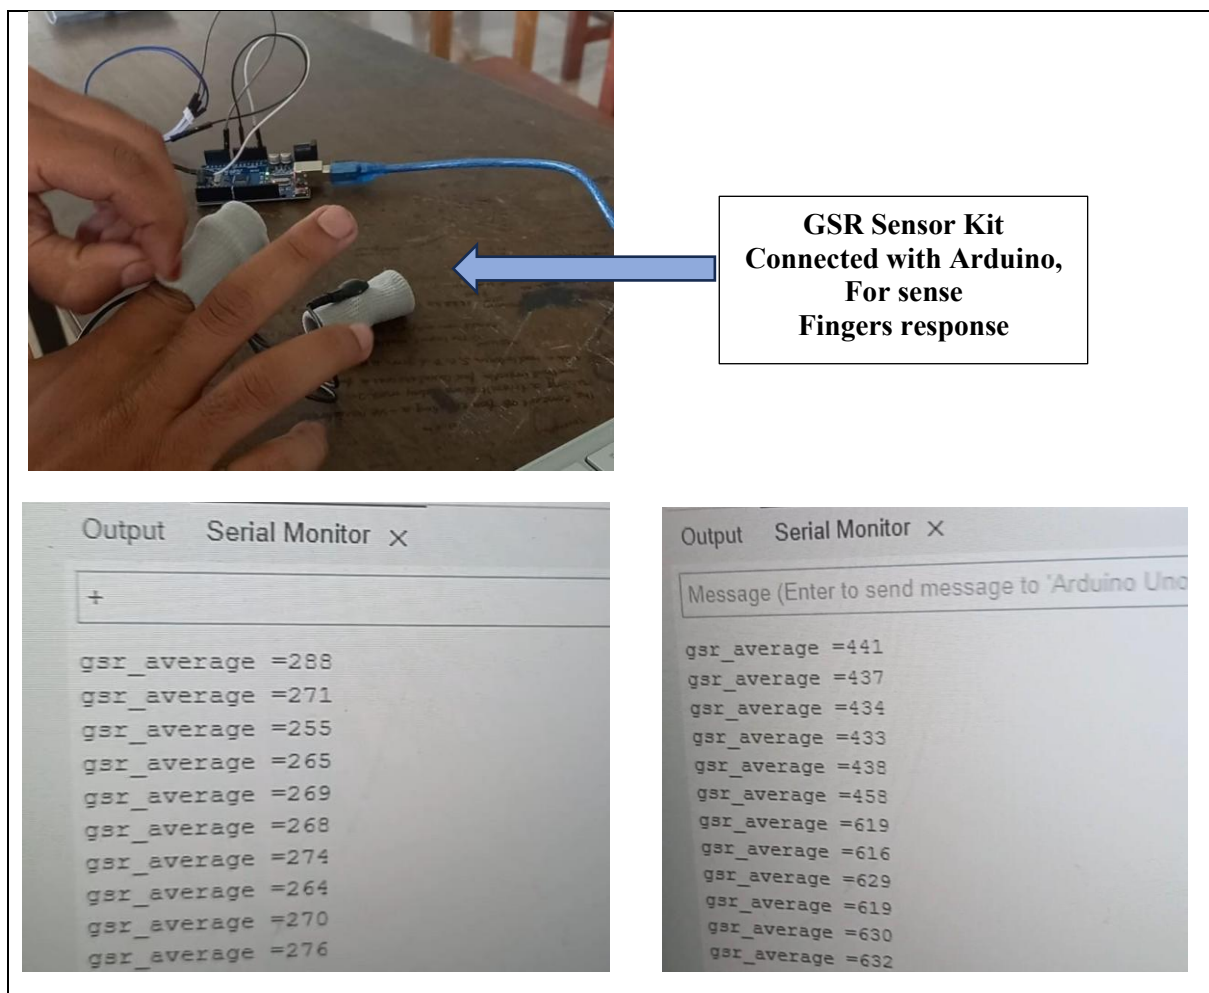 GSR Sensor Kit
Connected with Arduino,
For sense
Fingers response
Output Serial Monitor ×
+
gsr_average =288
gsr_average =271
gsr_average =255
gsr_average =265
gsr_average =269
gsr_average =268
gsr_average =274
gsr_average =264
gsr_average =270
gsr_average =276
Output Serial Monitor ×
Message (Enter to send message to 'Arduino Uno
gsr_average =441
gsr_average =437
gsr_average =434
gsr_average =433
gsr_average =438
gsr_average =458
gsr_average =619
gsr_average =616
gsr_average =629
gsr_average =619
gsr_average =630
gsr_average =632